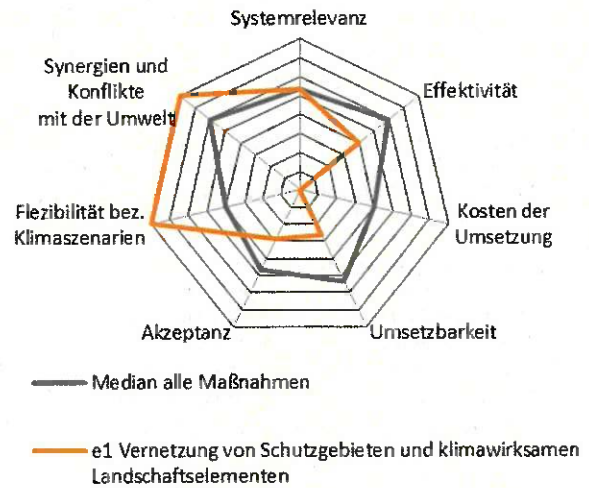 Systemrelevanz
Synergien und
Konflikte
mit der Umwelt
Effektivität
Flezibilität bez.
Klimaszenarien
Kosten der
Umsetzung
Akzeptanz
Umsetzbarkeit
Median alle Maßnahmen
e1 Vernetzung von Schutzgebieten und klimawirksamen
Landschaftselementen